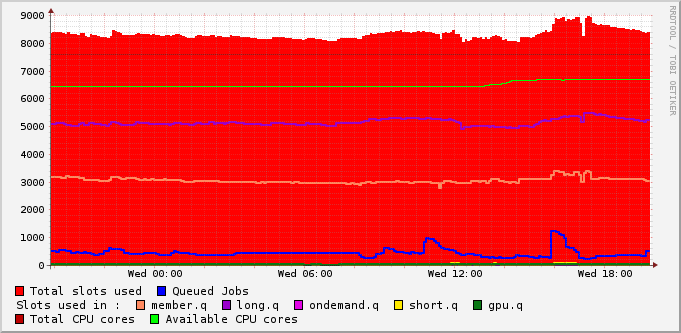 9000
8000
7000
6000
5000
4000
3000
2000
1000
0
Wed 00:00 Wed 06:00 Wed 12:00 Wed 18:00
Total slots used Queued Jobs
Slots used in : member.q long.q ondemand.q short.q gpu.q
Total CPU cores Available CPU cores
RRDTOOL / TOBI OETIKER